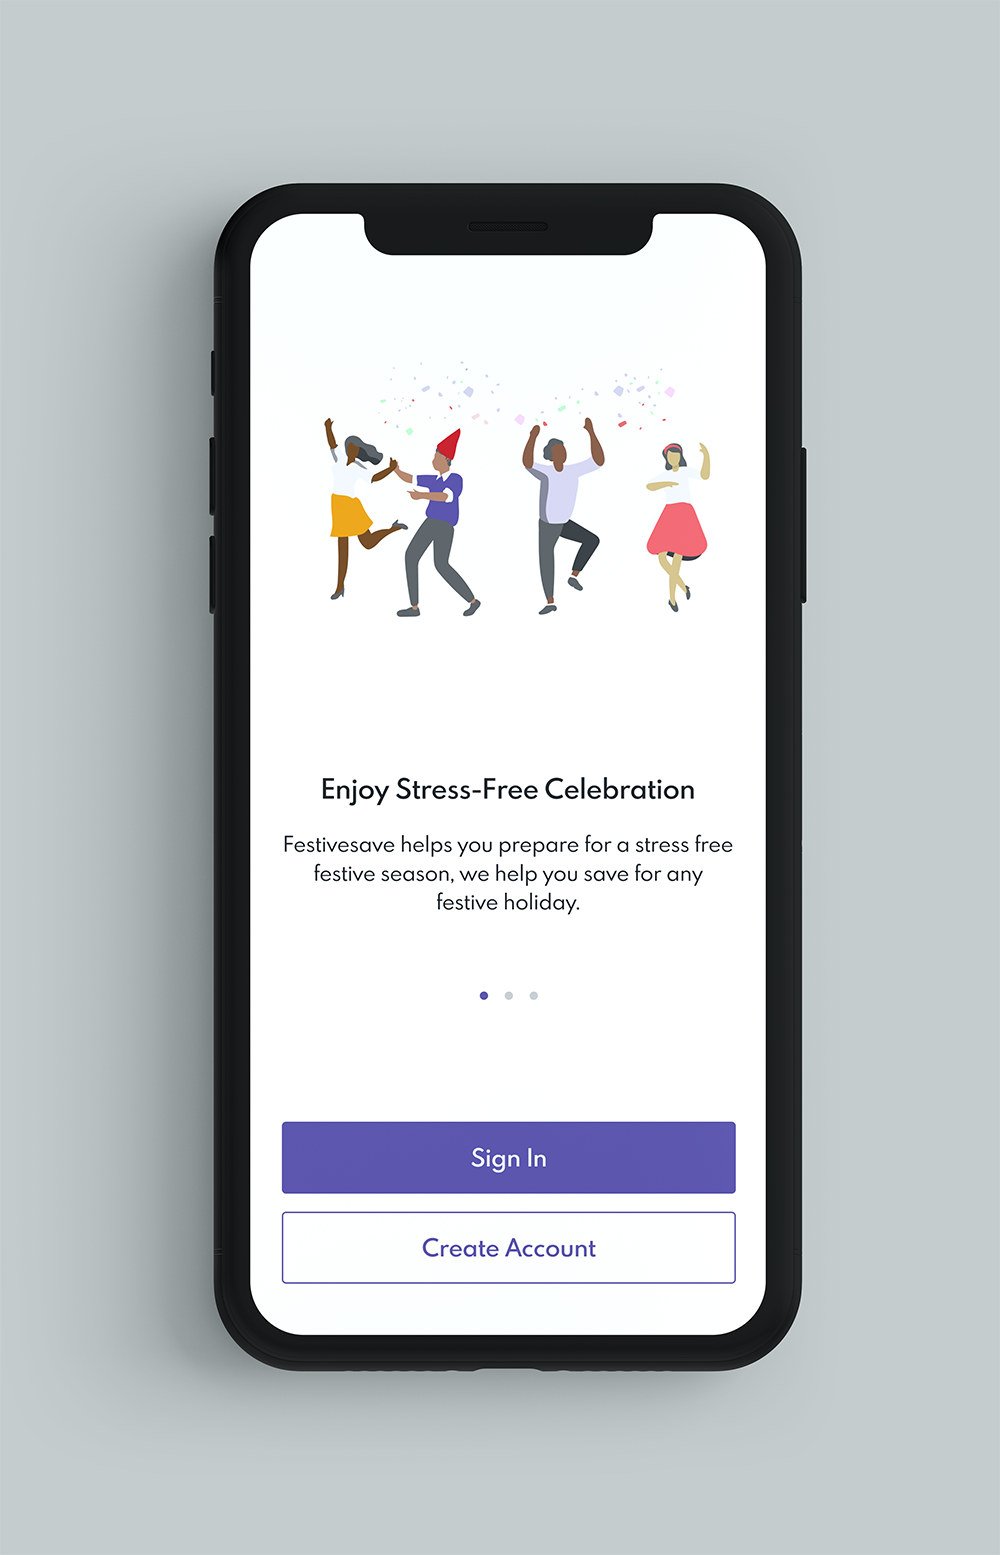 Enjoy Stress-Free Celebration
Festivesave helps you prepare for a stress free
festive season, we help you save for any
festive holiday.
Sign In
Create Account